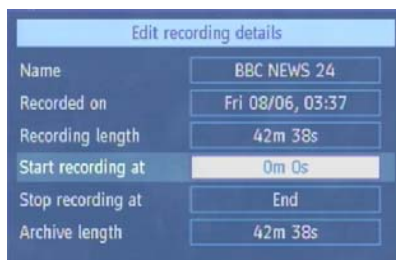 Edit recording details
Name BBC NEWS 24
Recorded on Fri 08/06, 03:37
Recording length 42m 38s
Start recording at 0m 0s
Stop recording at End
Archive length 42m 38s